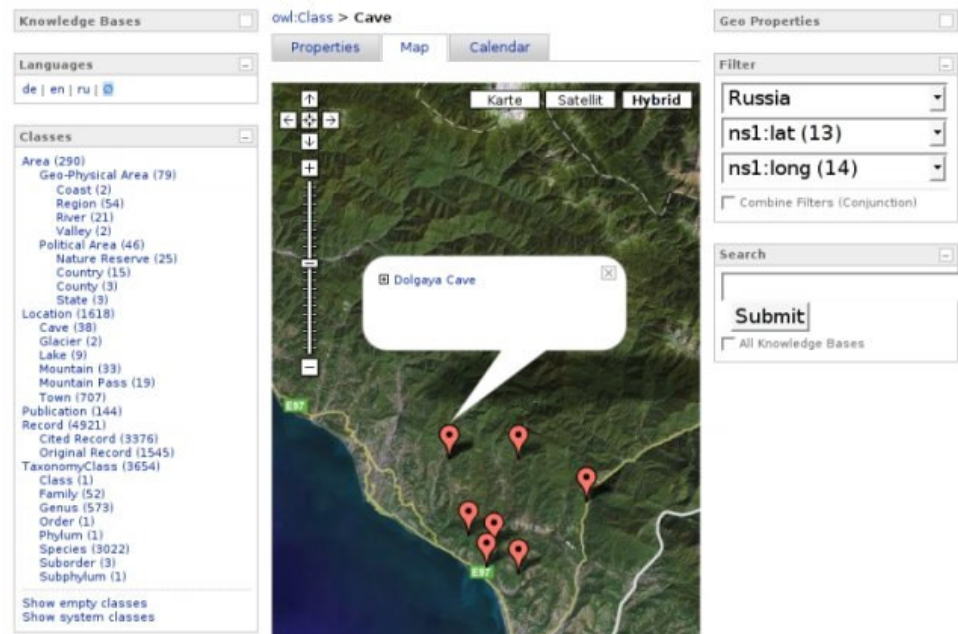 Knowledge Bases
Languages
de | en | ru | Ø
Classes
Area (290)
Geo-Physical Area (79)
Coast (2)
Region (54)
River (21)
Valley (2)
Political Area (46)
Nature Reserve (25)
Country (15)
County (3)
State (3)
Location (1618)
Cave (38)
Glacier (2)
Lake (9)
Mountain (33)
Mountain Pass (19)
Town (707)
Publication (144)
Record (4921)
Cited Record (3376)
Original Record (1545)
TaxonomyClass (3654)
Class (1)
Family (52)
Genus (573)
Order (1)
Phylum (1)
Species (3022)
Suborder (3)
Subphylum (1)
Show empty classes
Show system classes
owl:Class > Cave
Properties Map Calendar
Karte Satellit Hybrid
Dolgaya Cave
E97
E97
Geo Properties
Filter
Russia
ns1:lat (13)
ns1:long (14)
Combine Filters (Conjunction)
Search
Submit
All Knowledge Bases